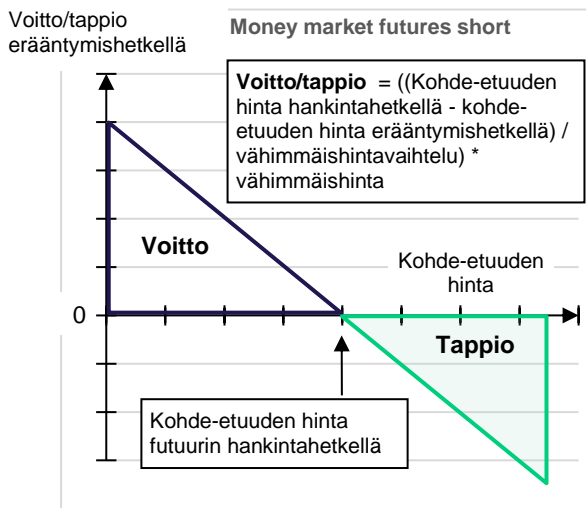 Voitto/tappio
erääntymishetkellä
Money market futures short
Voitto/tappio = ((Kohde-etuuden
hinta hankintahetkellä - kohde-
etuuden hinta erääntymishetkellä) /
vähimmäishintavaihtelu) *
vähimmäishinta
Voitto
Kohde-etuuden
hinta
0
Tappio
Kohde-etuuden hinta
futuurin hankintahetkellä